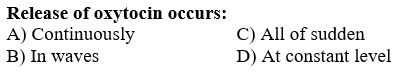 Release of oxytocin occurs:
A) Continuously C) All of sudden
B) In waves D) At constant level